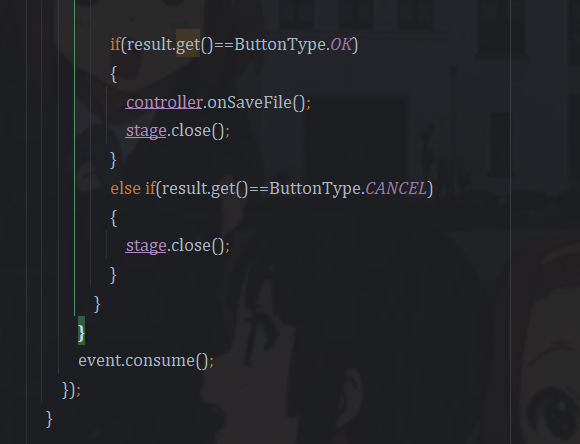 if(result.get()==ButtonType.OK)
{
controller.onSaveFile();
stage.close();
}
else if(result.get()==ButtonType.CANCEL)
{
stage.close();
}
}
}
event.consume();
});
}